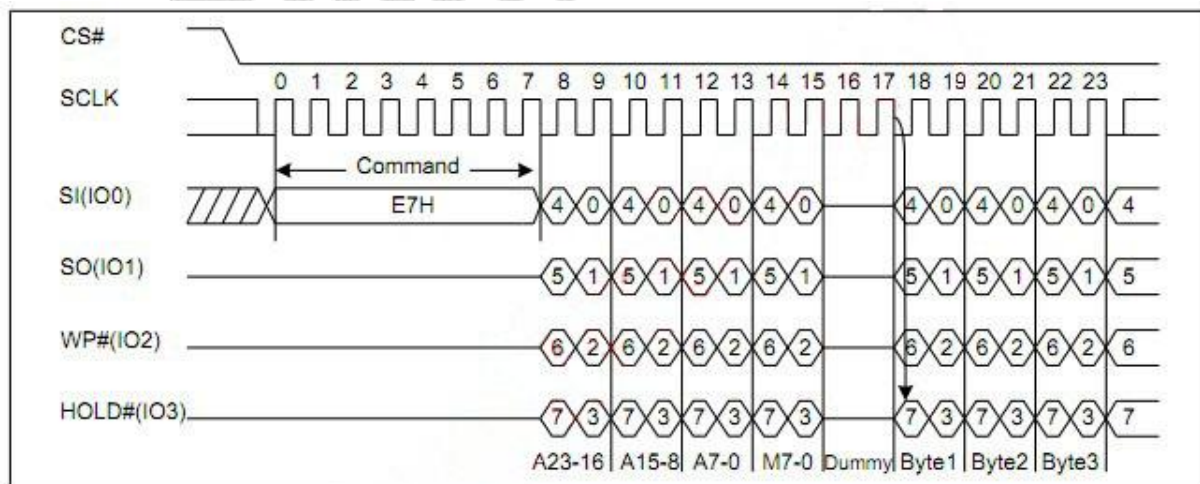 CS#
0 1 2 3 4 5 6 7 8 9 10 11 12 13 14 15 16 17 18 19 20 21 22 23
SCLK
Command
SI(IO0) E7H 4 0 4 0 4 0 4 0 4 0 4 0 4 0 4
SO(IO1) 5 1 5 1 5 1 5 1 5 1 5 1 5 1 5
WP#(IO2) 6 2 6 2 6 2 6 2 6 2 6 2 6 2 6
HOLD#(IO3) 7 3 7 3 7 3 7 3 7 3 7 3 7 3 7
A23-16 A15-8 A7-0 M7-0 Dummy Byte1 Byte2 Byte3